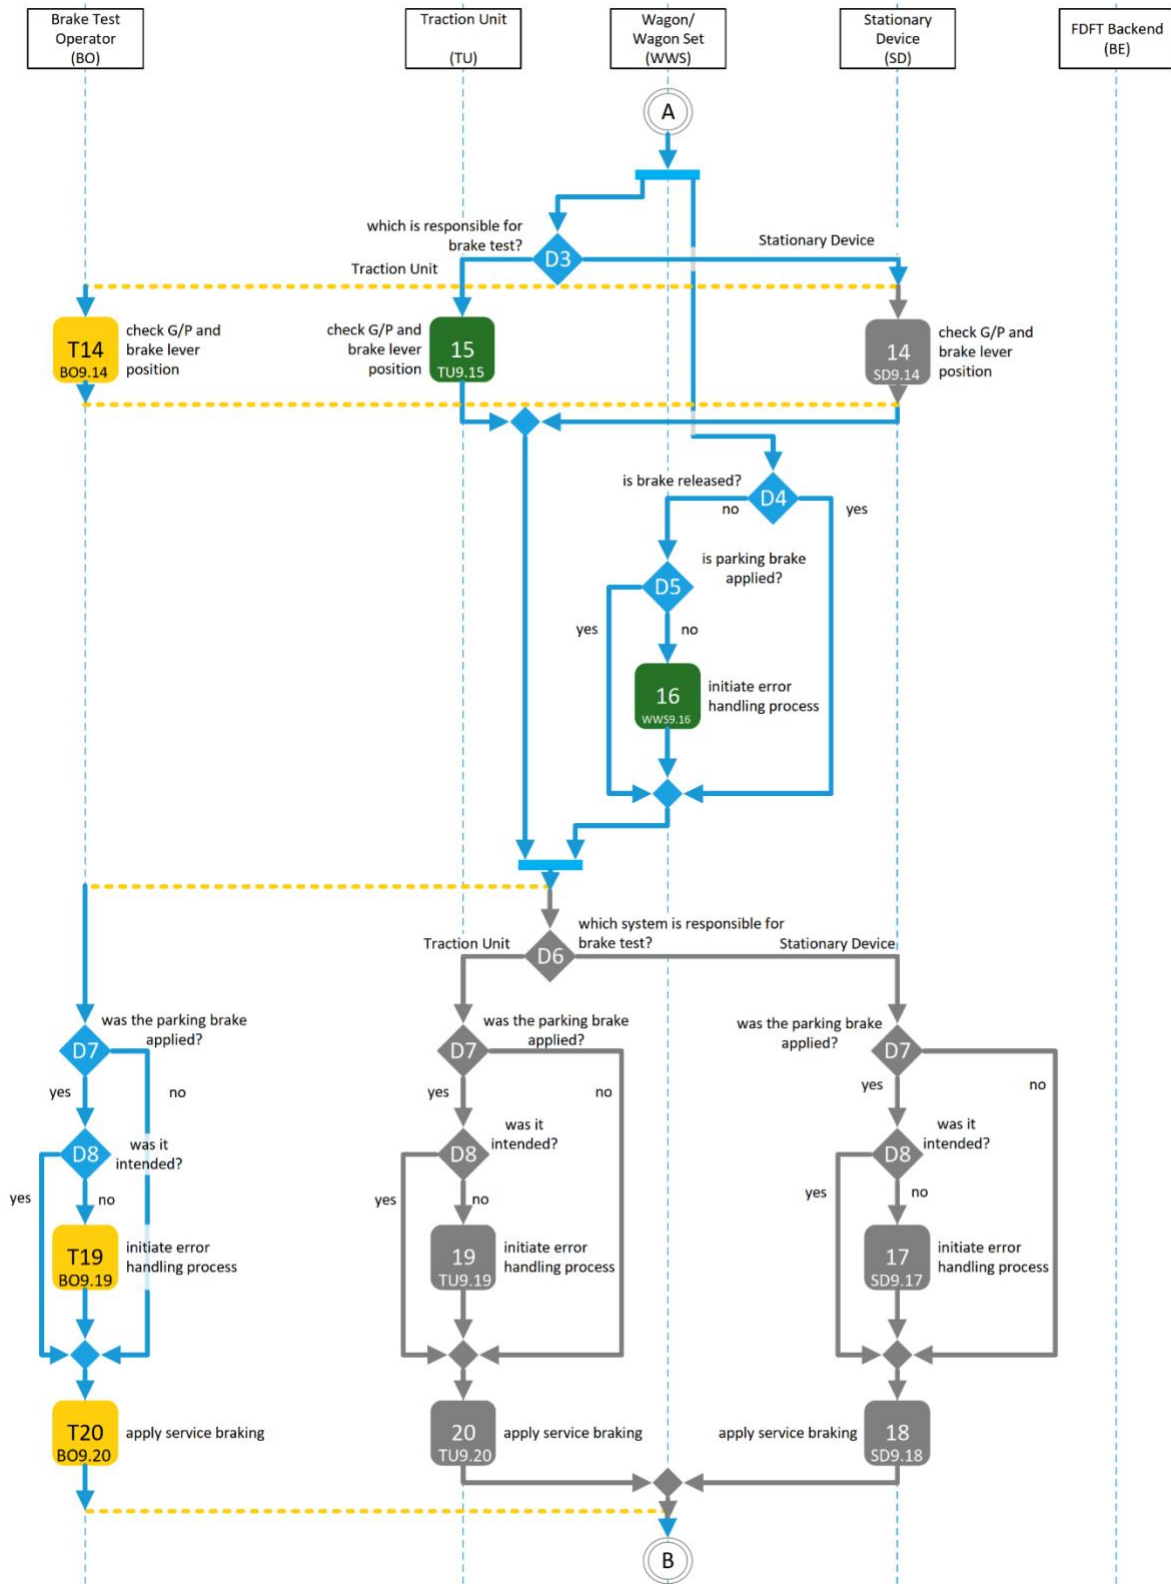 Brake Test
Operator
(BO)
Traction Unit
(TU)
Wagon/
Wagon Set
(WWS)
Stationary
Device
(SD)
FDFT Backend
(BE)
A
which is responsible for
brake test?
D3
Stationary Device
Traction Unit
T14
BO9.14
check G/P and
brake lever
position
check G/P and
brake lever
position
15
TU9.15
14
SD9.14
check G/P and
brake lever
position
is brake released?
D4
no
yes
is parking brake
applied?
D5
yes
no
16
WWS9.16
initiate error
handling process
which system is responsible for
brake test?
Traction Unit
D6
Stationary Device
was the parking brake
applied?
D7
yes
no
was it
intended?
D8
yes
no
T19
BO9.19
initiate error
handling process
T20
BO9.20
apply service braking
was the parking brake
applied?
D7
yes
no
was it
intended?
D8
yes
no
19
TU9.19
initiate error
handling process
20
TU9.20
apply service braking
was the parking brake
applied?
D7
yes
no
was it
intended?
D8
yes
no
17
SD9.17
initiate error
handling process
apply service braking
18
SD9.18
B